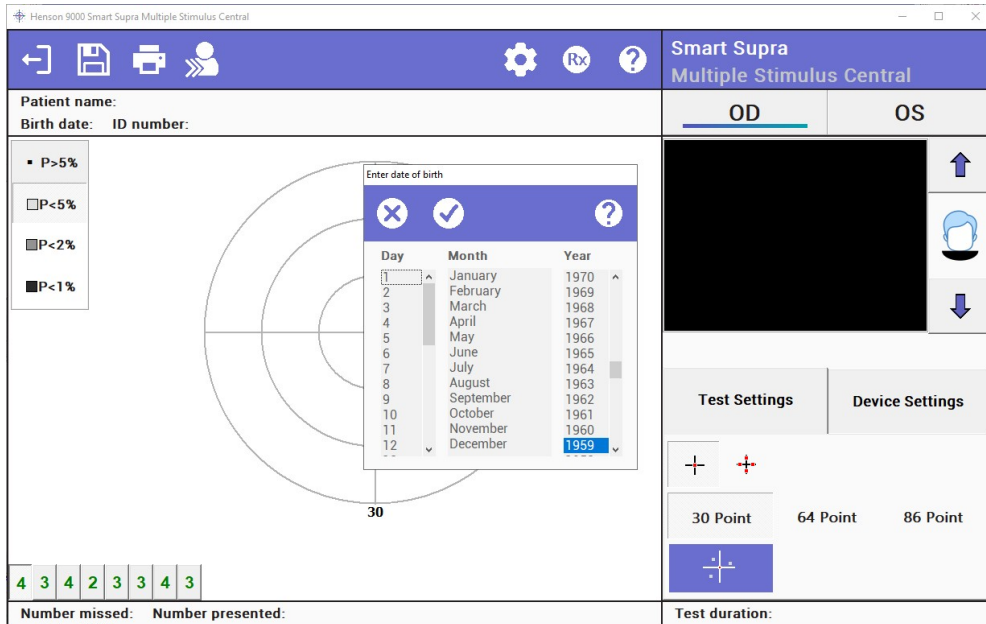 Henson 9000 Smart Supra Multiple Stimulus Central
Rx
?
Smart Supra
Multiple Stimulus Central
Patient name:
Birth date: ID number:
OD OS
P>5%
P<5%
P<2%
P<1%
30
Enter date of birth
?
Day Month Year
1 January 1970
2 February 1969
3 March 1968
4 April 1967
5 May 1966
6 June 1965
7 July 1964
8 August 1963
9 September 1962
10 October 1961
11 November 1960
12 December 1959
Test Settings Device Settings
30 Point 64 Point 86 Point
4 3 4 2 3 3 4 3
Number missed: Number presented: Test duration: